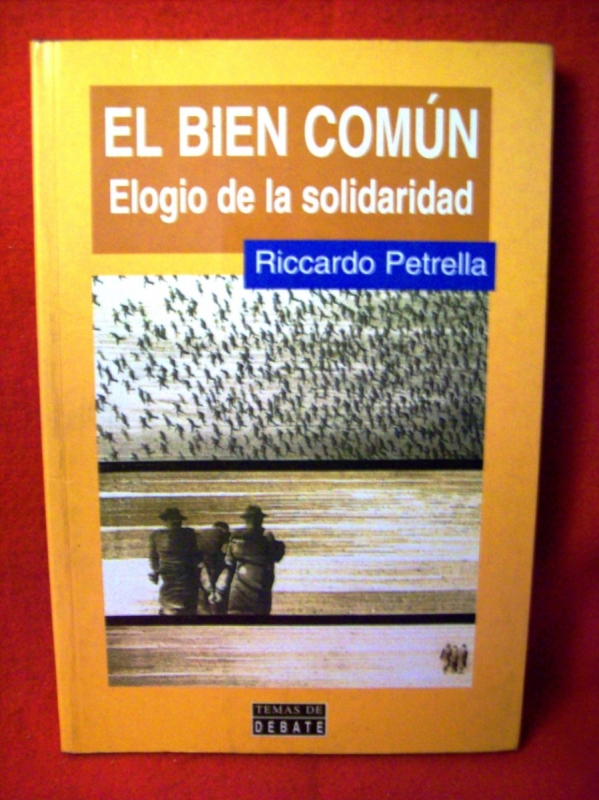 EL BIEN COMÚN
Elogio de la solidaridad
Riccardo Petrella
TEMAS DE
DEBATE